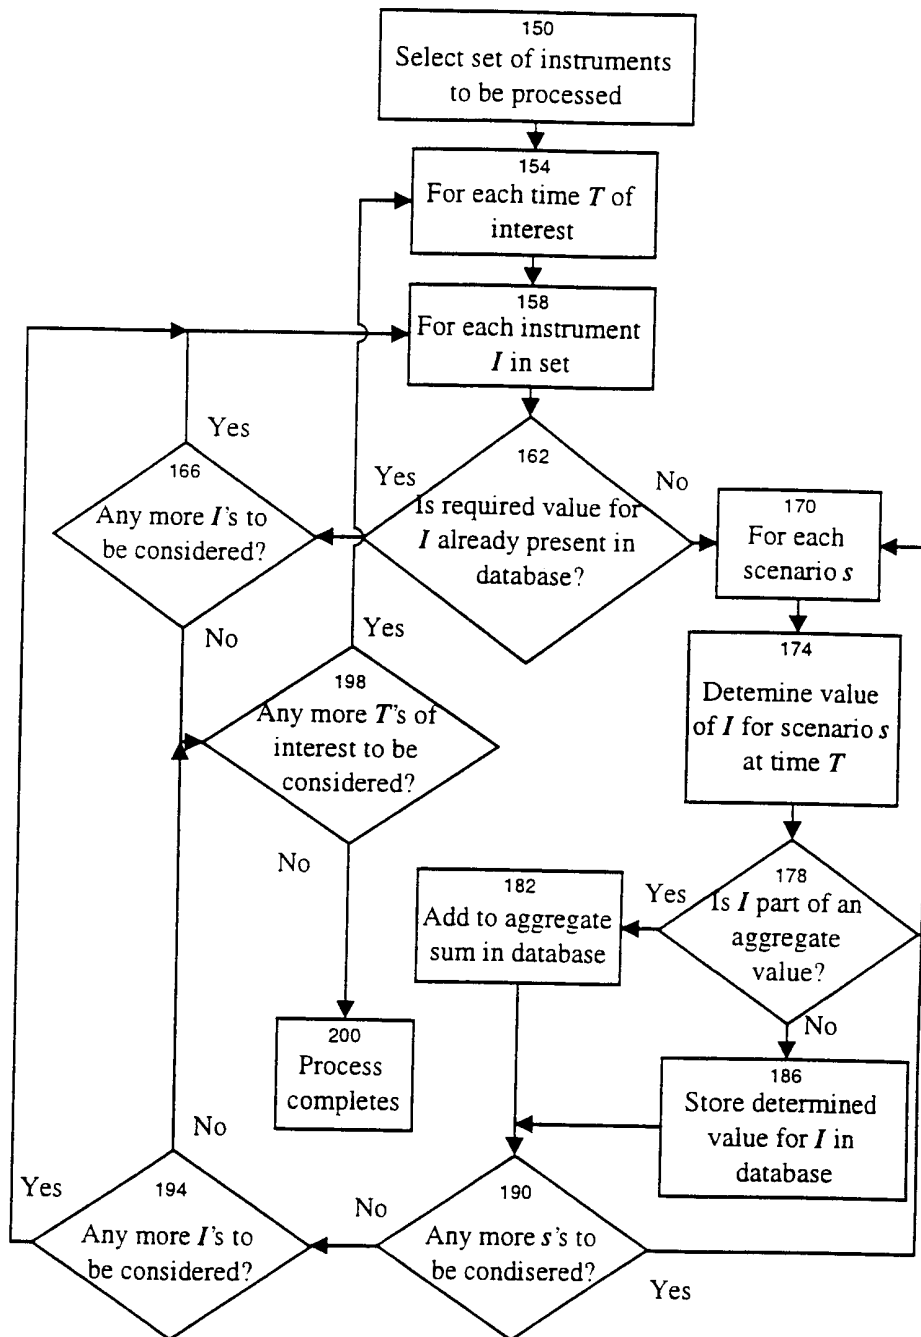 150
Select set of instruments
to be processed
154
For each time T of
interest
158
For each instrument
I in set
Yes
166
Any more I's to
be considered?
No
Yes
162
Is required value for
I already present in
database?
No
170
For each
scenario s
174
Detemine value
of I for scenario s
at time T
Yes
198
Any more T's of
interest to be
considered?
No
200
Process
completes
178
Is I part of an
aggregate
value?
Yes
No
182
Add to aggregate
sum in database
186
Store determined
value for I in
database
190
Any more s's to
be condisered?
Yes
No
194
Any more I's to
be considered?
Yes
No